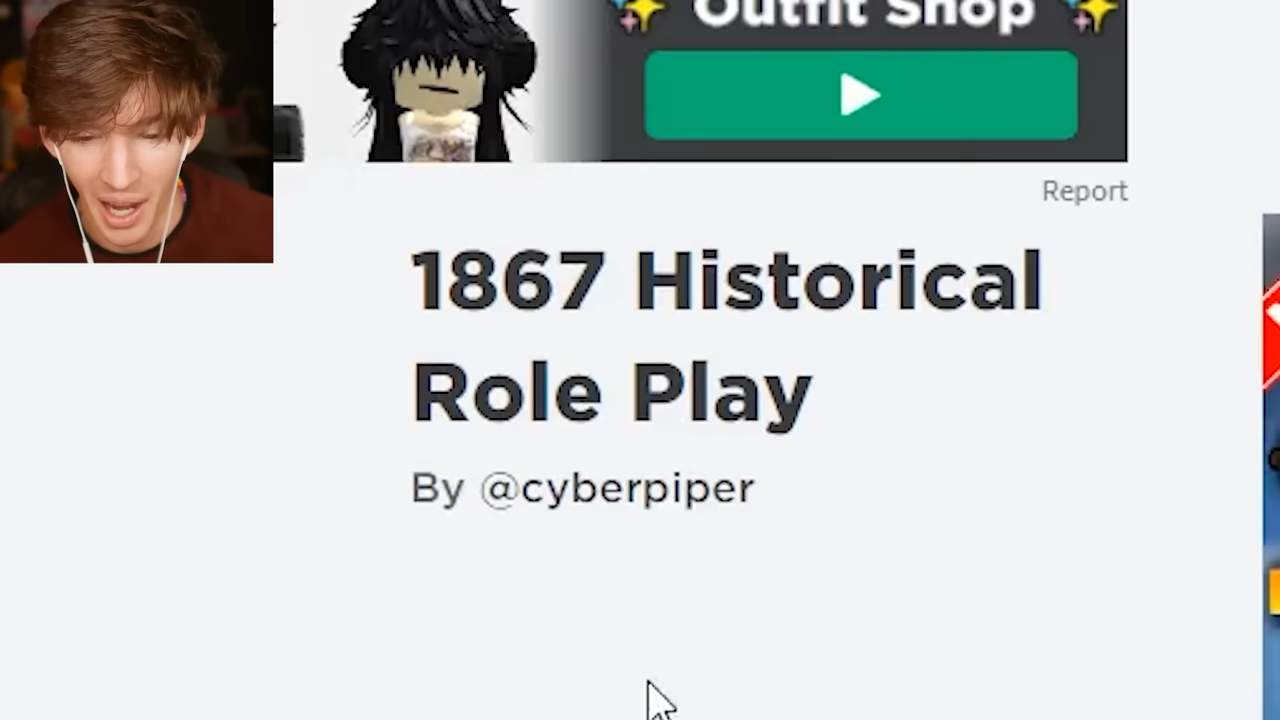 Outfit Shop
Report
1867 Historical
Role Play
By @cyberpiper